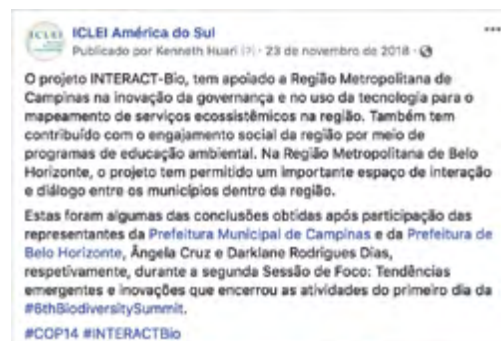 ICLEI América do Sul
Publicado por Kenneth Huari [?] · 23 de novembro de 2018 ·
O projeto INTERACT-Bio, tem apoiado a Região Metropolitana de
Campinas na inovação da governança e no uso da tecnologia para o
mapeamento de serviços ecossistêmicos na região. Também tem
contribuído com o engajamento social da região por meio de
programas de educação ambiental. Na Região Metropolitana de Belo
Horizonte, o projeto tem permitido um importante espaço de interação
e diálogo entre os municípios dentro da região.
Estas foram algumas das conclusões obtidas após participação das
representantes da Prefeitura Municipal de Campinas e da Prefeitura de
Belo Horizonte, Ângela Cruz e Darklane Rodrigues Dias,
respetivamente, durante a segunda Sessão de Foco: Tendências
emergentes e inovações que encerrou as atividades do primeiro dia da
#6thBiodiversitySummit.
#COP14 #INTERACTBio